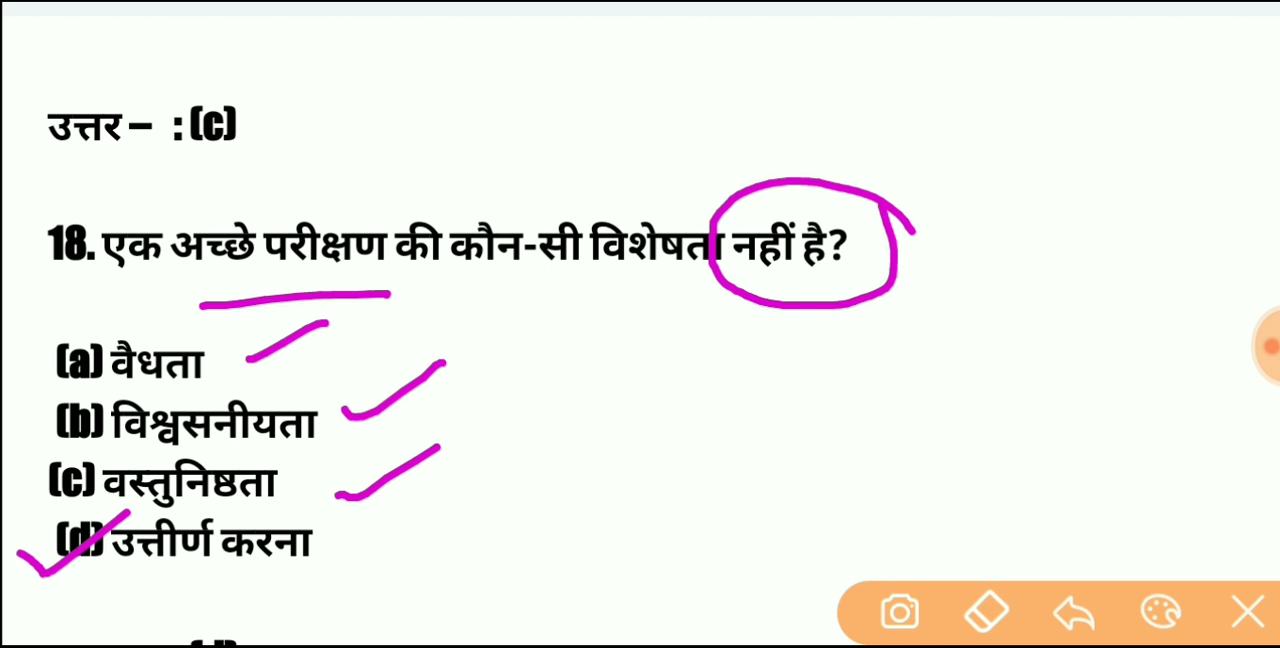 उत्तर – : (c)
18. एक अच्छे परीक्षण की कौन-सी विशेषता नहीं है?
(a) वैधता
(b) विश्वसनीयता
(c) वस्तुनिष्ठता
(d) उत्तीर्ण करना